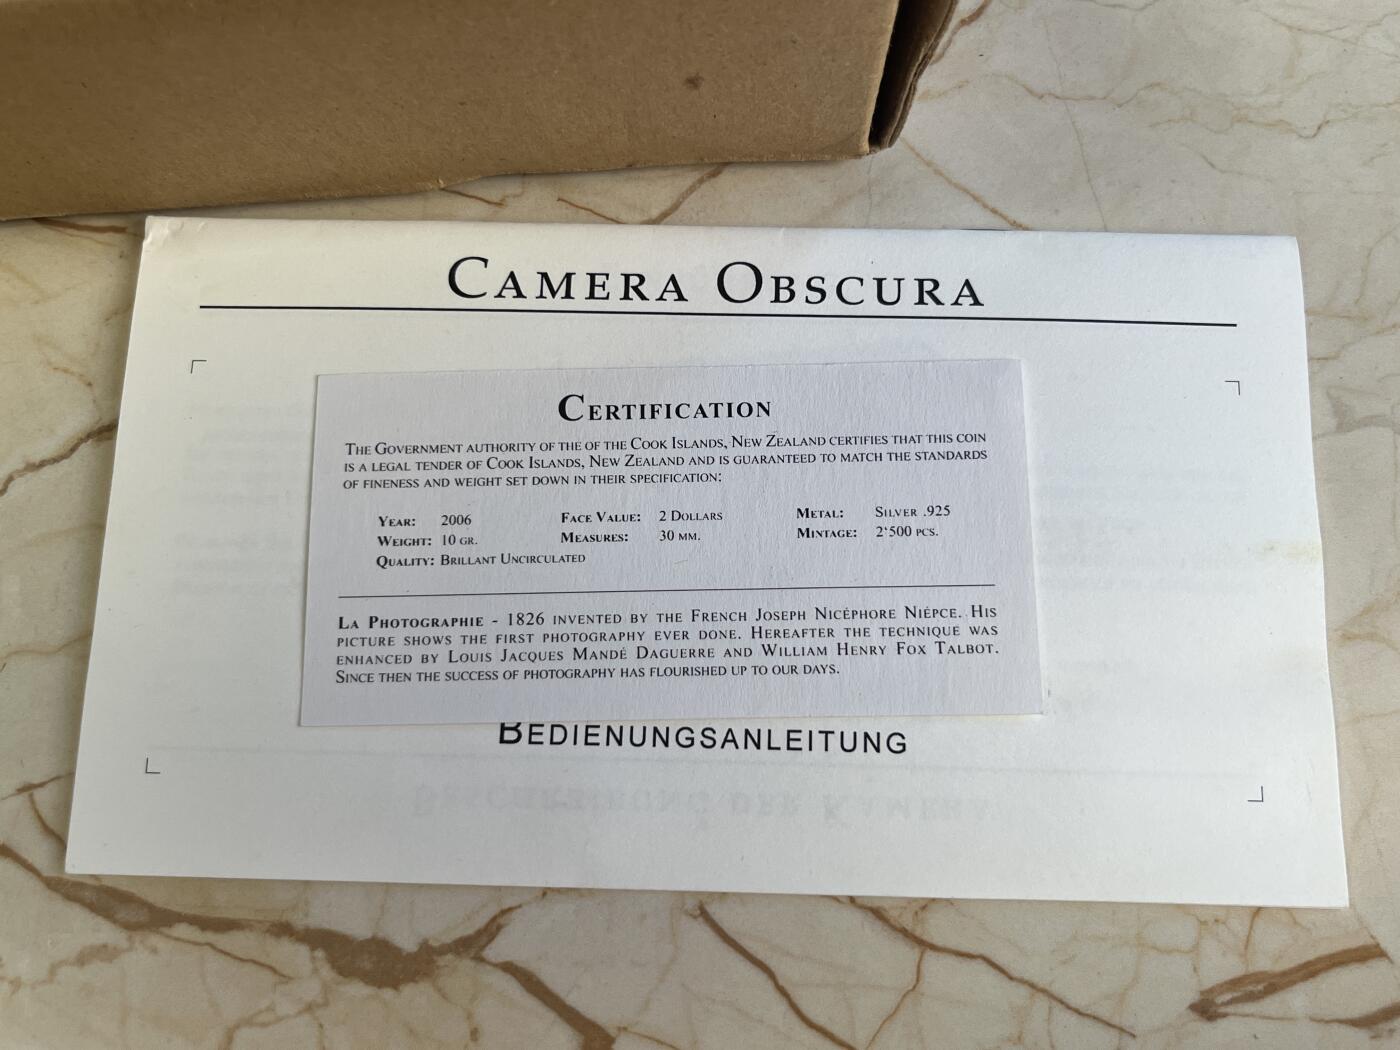 CAMERA OBSCURA
CERTIFICATION
THE GOVERNMENT AUTHORITY OF THE OF THE COOK ISLANDS, NEW ZEALAND CERTIFIES THAT THIS COIN
IS A LEGAL TENDER OF COOK ISLANDS, NEW ZEALAND AND IS GUARANTEED TO MATCH THE STANDARDS
OF FINENESS AND WEIGHT SET DOWN IN THEIR SPECIFICATION:
YEAR: 2006 FACE VALUE: 2 DOLLARS METAL: SILVER .925
WEIGHT: 10 GR. MEASURES: 30 MM. MINTAGE: 2'500 PCS.
QUALITY: BRILLANT UNCIRCULATED
LA PHOTOGRAPHIE - 1826 INVENTED BY THE FRENCH JOSEPH NICÉPHORE NIÉPCE. HIS
PICTURE SHOWS THE FIRST PHOTOGRAPHY EVER DONE. HEREAFTER THE TECHNIQUE WAS
ENHANCED BY LOUIS JACQUES MANDÉ DAGUERRE AND WILLIAM HENRY FOX TALBOT.
SINCE THEN THE SUCCESS OF PHOTOGRAPHY HAS FLOURISHED UP TO OUR DAYS.
BEDIENUNGSANLEITUNG
BESCHREIBUNG DER KAMERA